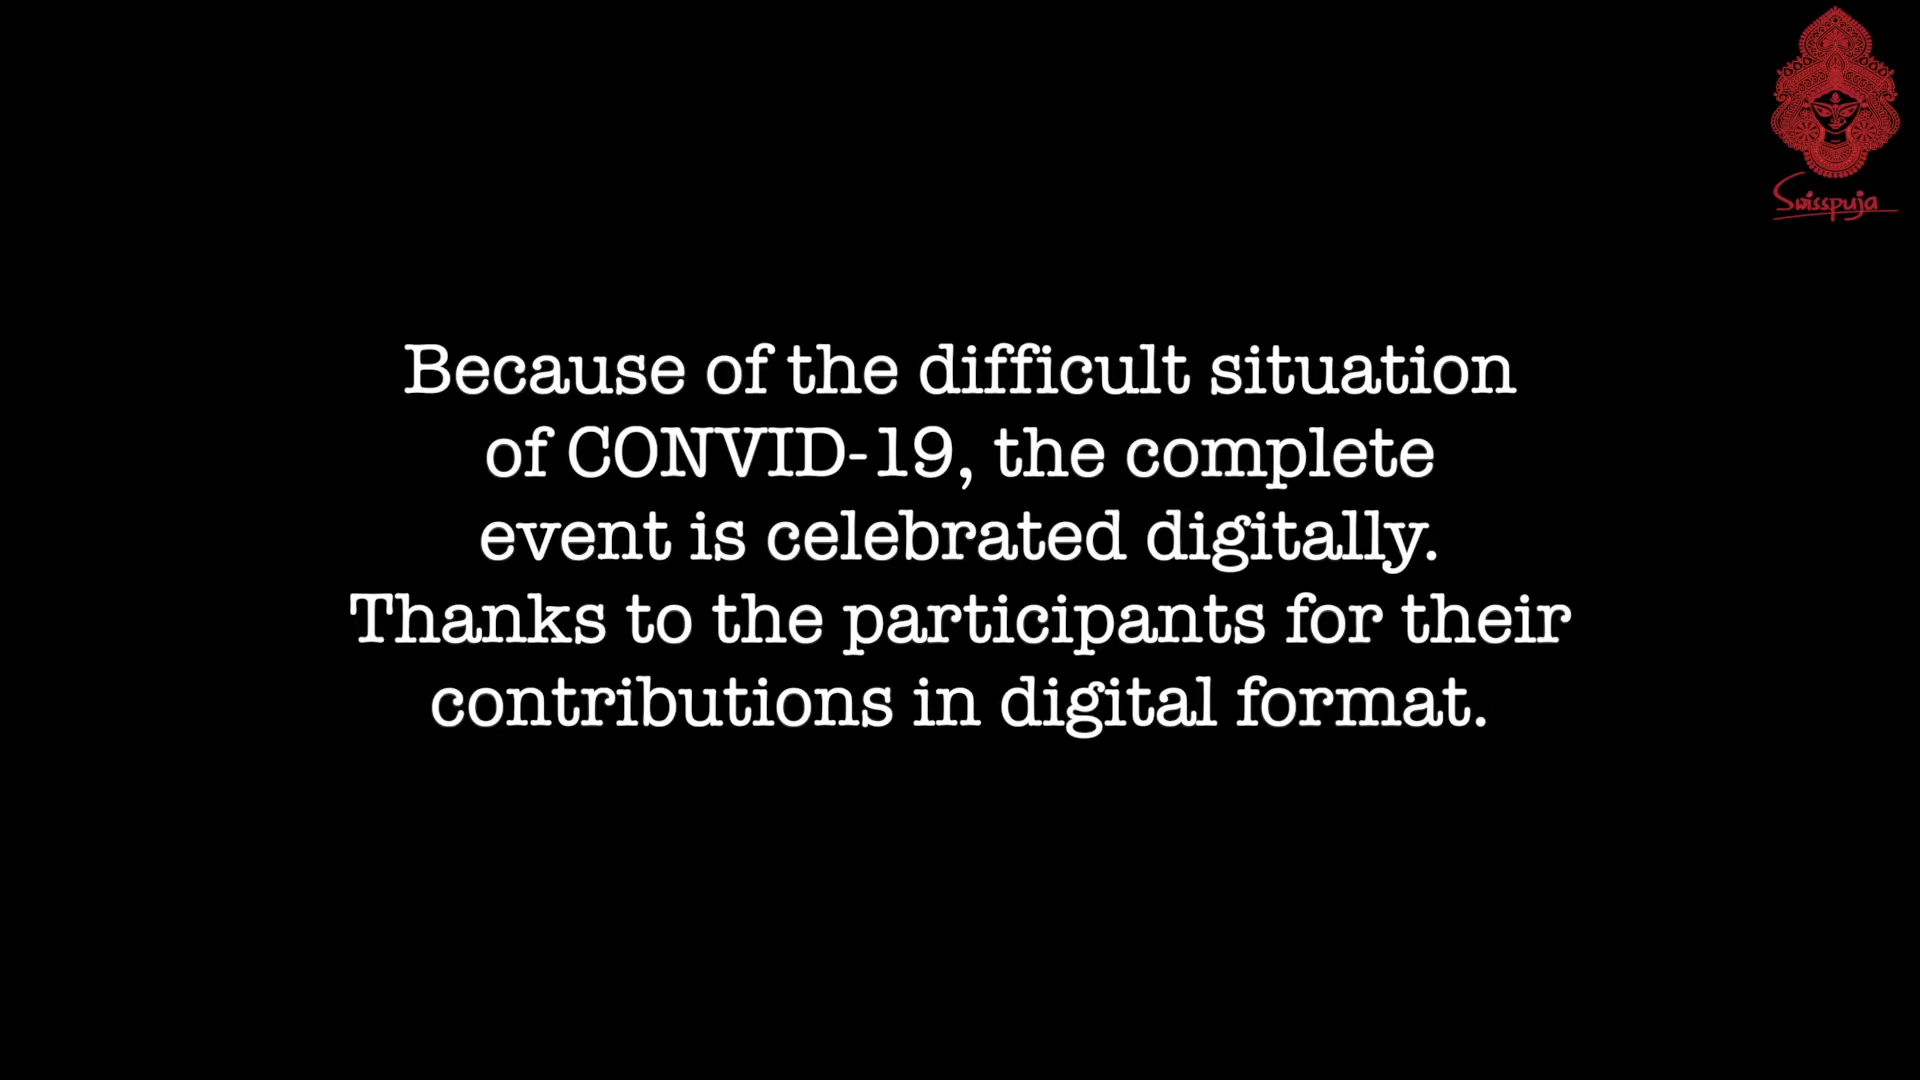 Swisspuja
Because of the difficult situation
of CONVID-19, the complete
event is celebrated digitally.
Thanks to the participants for their
contributions in digital format.